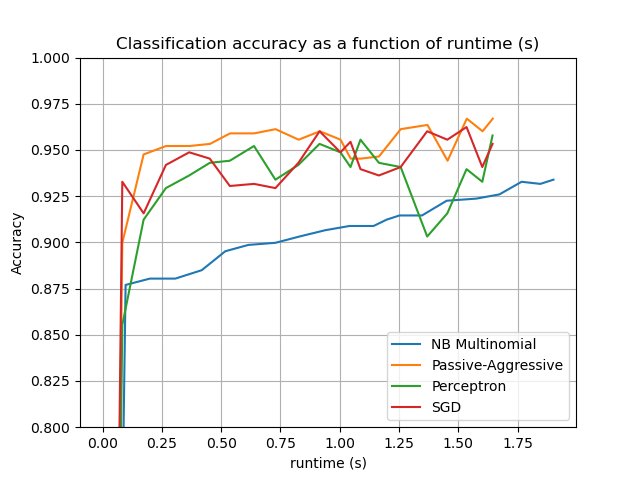 Classification accuracy as a function of runtime (s)
1.000
0.975
0.950
0.925
0.900
0.875
0.850
0.825
0.800
Accuracy
NB Multinomial
Passive-Aggressive
Perceptron
SGD
0.00 0.25 0.50 0.75 1.00 1.25 1.50 1.75
runtime (s)